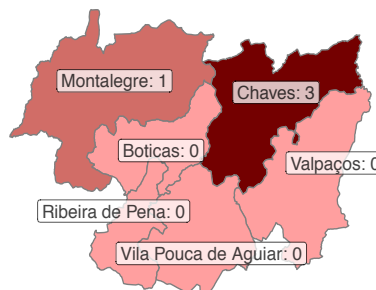 Montalegre: 1
Chaves: 3
Boticas: 0
Valpaços: 0
Ribeira de Pena: 0
Vila Pouca de Aguiar: 0